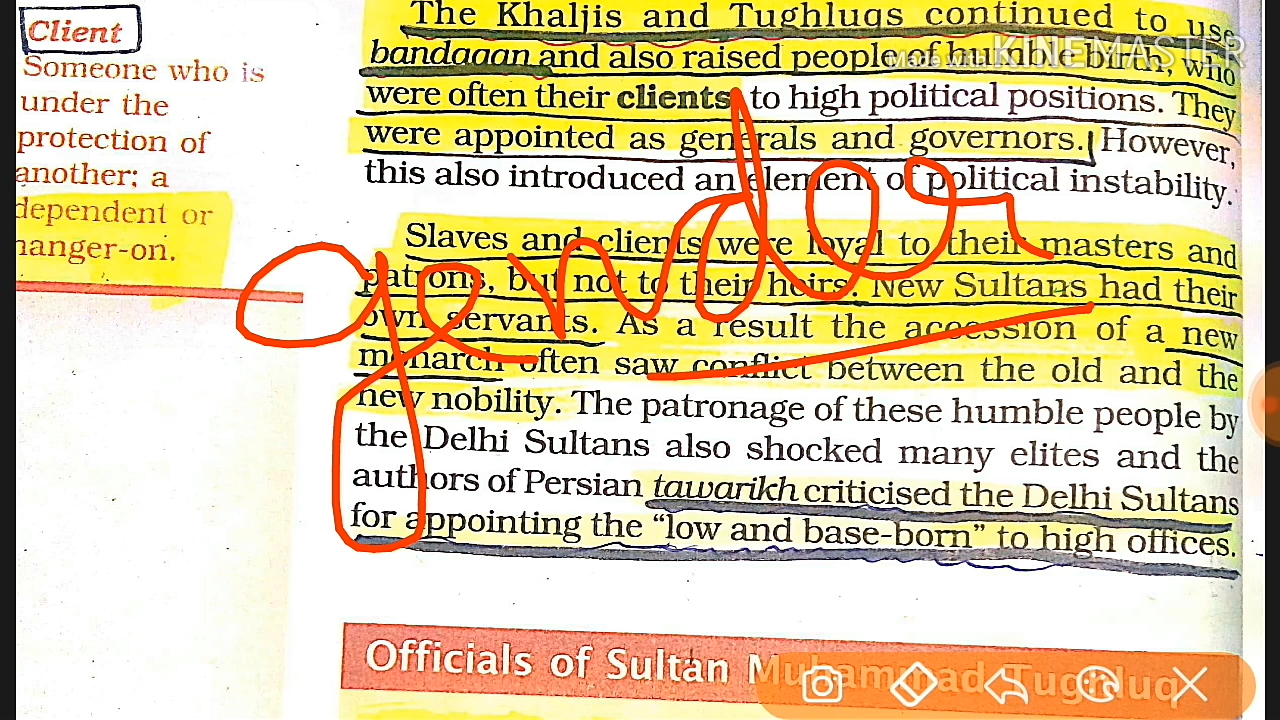 Client
Someone who is
under the
protection of
another; a
dependent or
hanger-on.
The Khaljis and Tughluqs continued to use
bandagan and also raised people of humble birth, who
were often their clients, to high political positions. They
were appointed as generals and governors. However,
this also introduced an element of political instability.
Slaves and clients were loyal to their masters and
patrons, but not to their heirs. New Sultans had their
own servants. As a result the accession of a new
monarch often saw conflict between the old and the
new nobility. The patronage of these humble people by
the Delhi Sultans also shocked many elites and the
authors of Persian tawarikh criticised the Delhi Sultans
for appointing the “low and base-born” to high offices.
Officials of Sultan Muhammad Tughluq
gender
Made with KINEMASTER